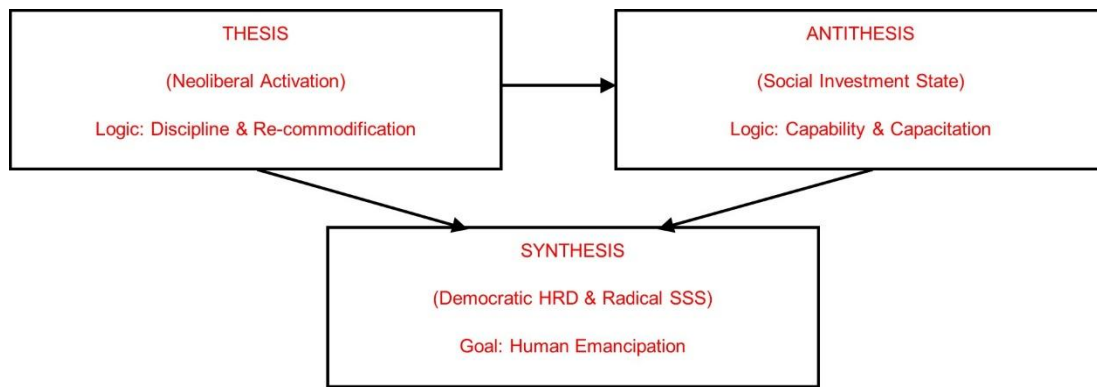 THESIS
(Neoliberal Activation)
Logic: Discipline & Re-commodification
ANTITHESIS
(Social Investment State)
Logic: Capability & Capacitation
SYNTHESIS
(Democratic HRD & Radical SSS)
Goal: Human Emancipation